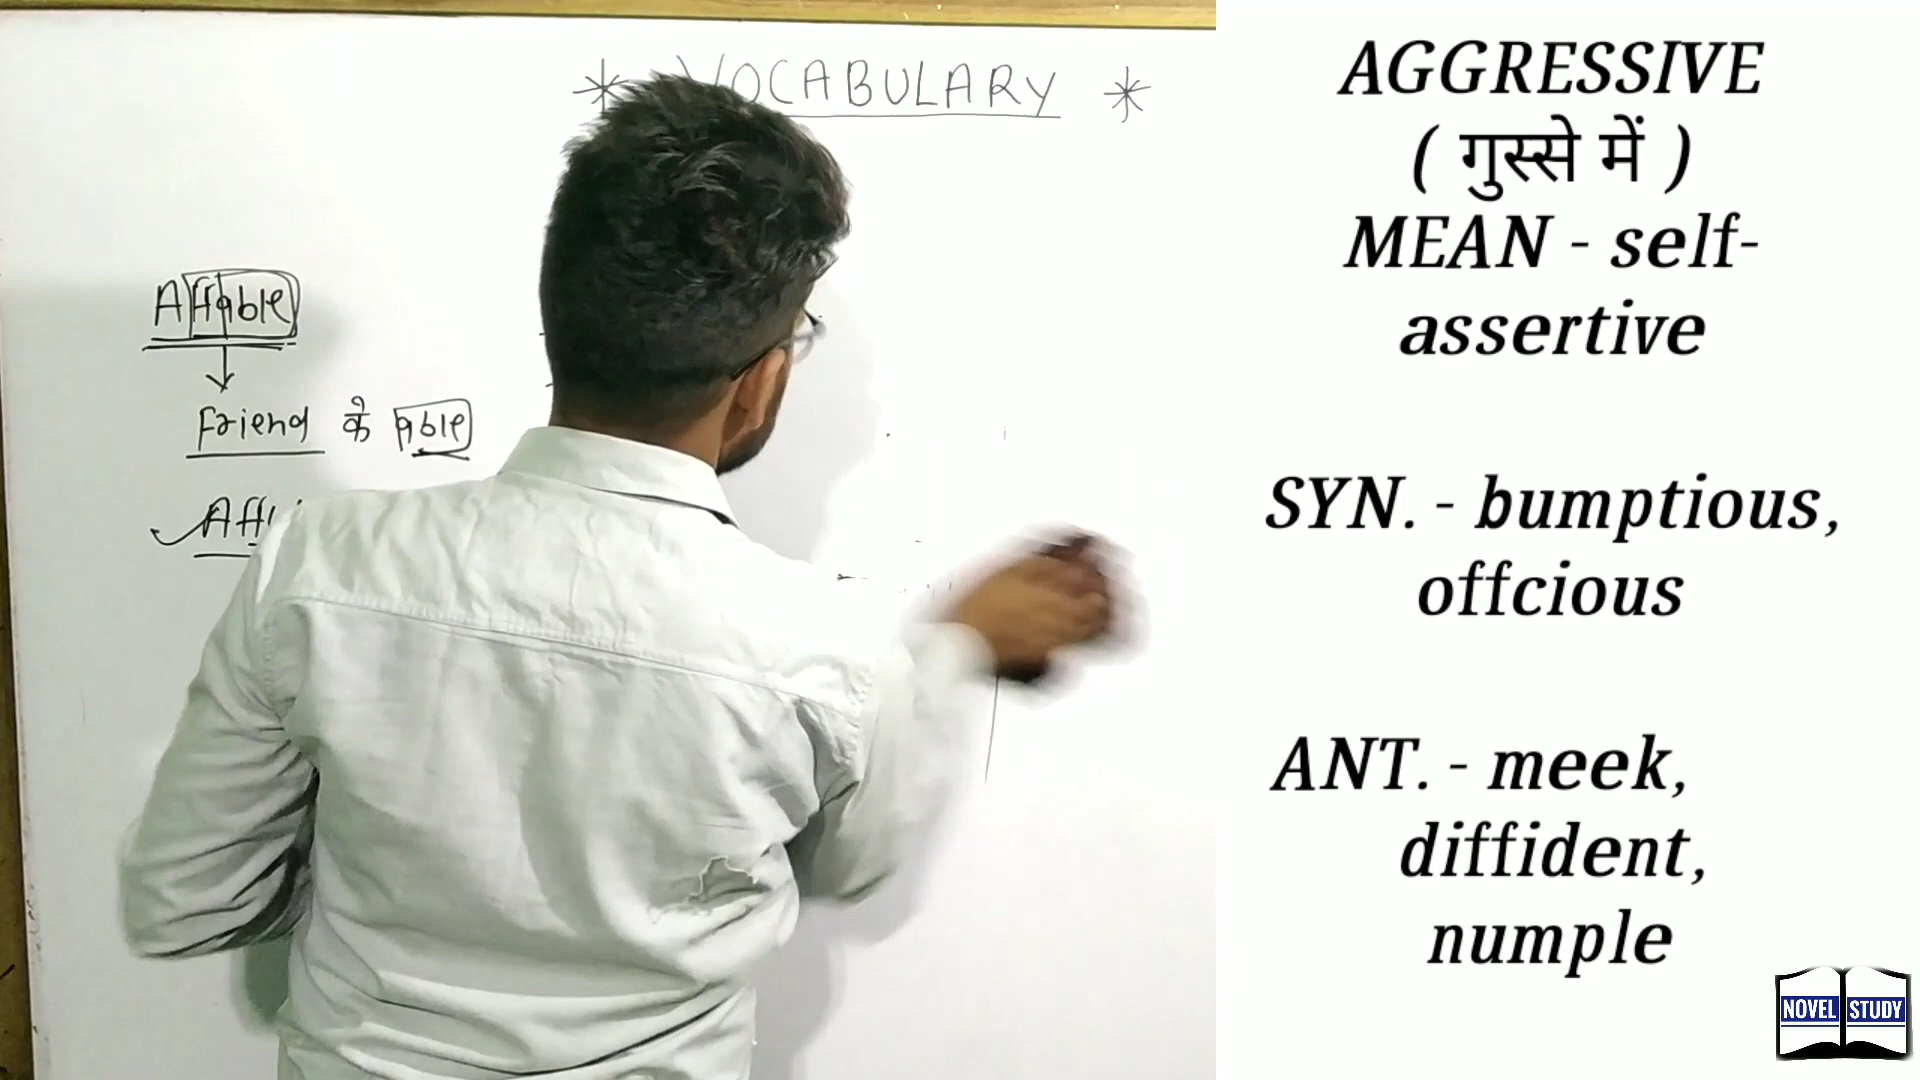 * VOCABULARY *
Affable
Friend के able
AGGRESSIVE
( गुस्से में )
MEAN - self-
assertive
SYN. - bumptious,
offcious
ANT. - meek,
diffident,
numple
NOVEL STUDY